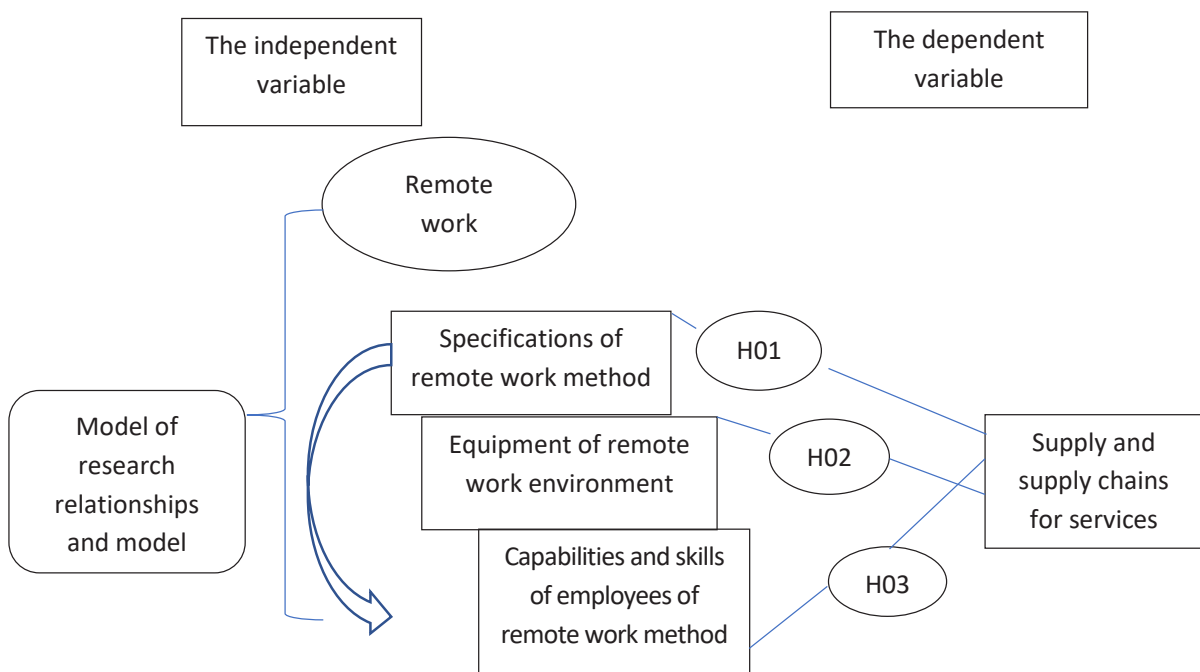 The independent
variable
The dependent
variable
Remote
work
Specifications of
remote work method
H01
Model of
research
relationships
and model
Equipment of remote
work environment
H02
Supply and
supply chains
for services
Capabilities and skills
of employees of
remote work method
H03